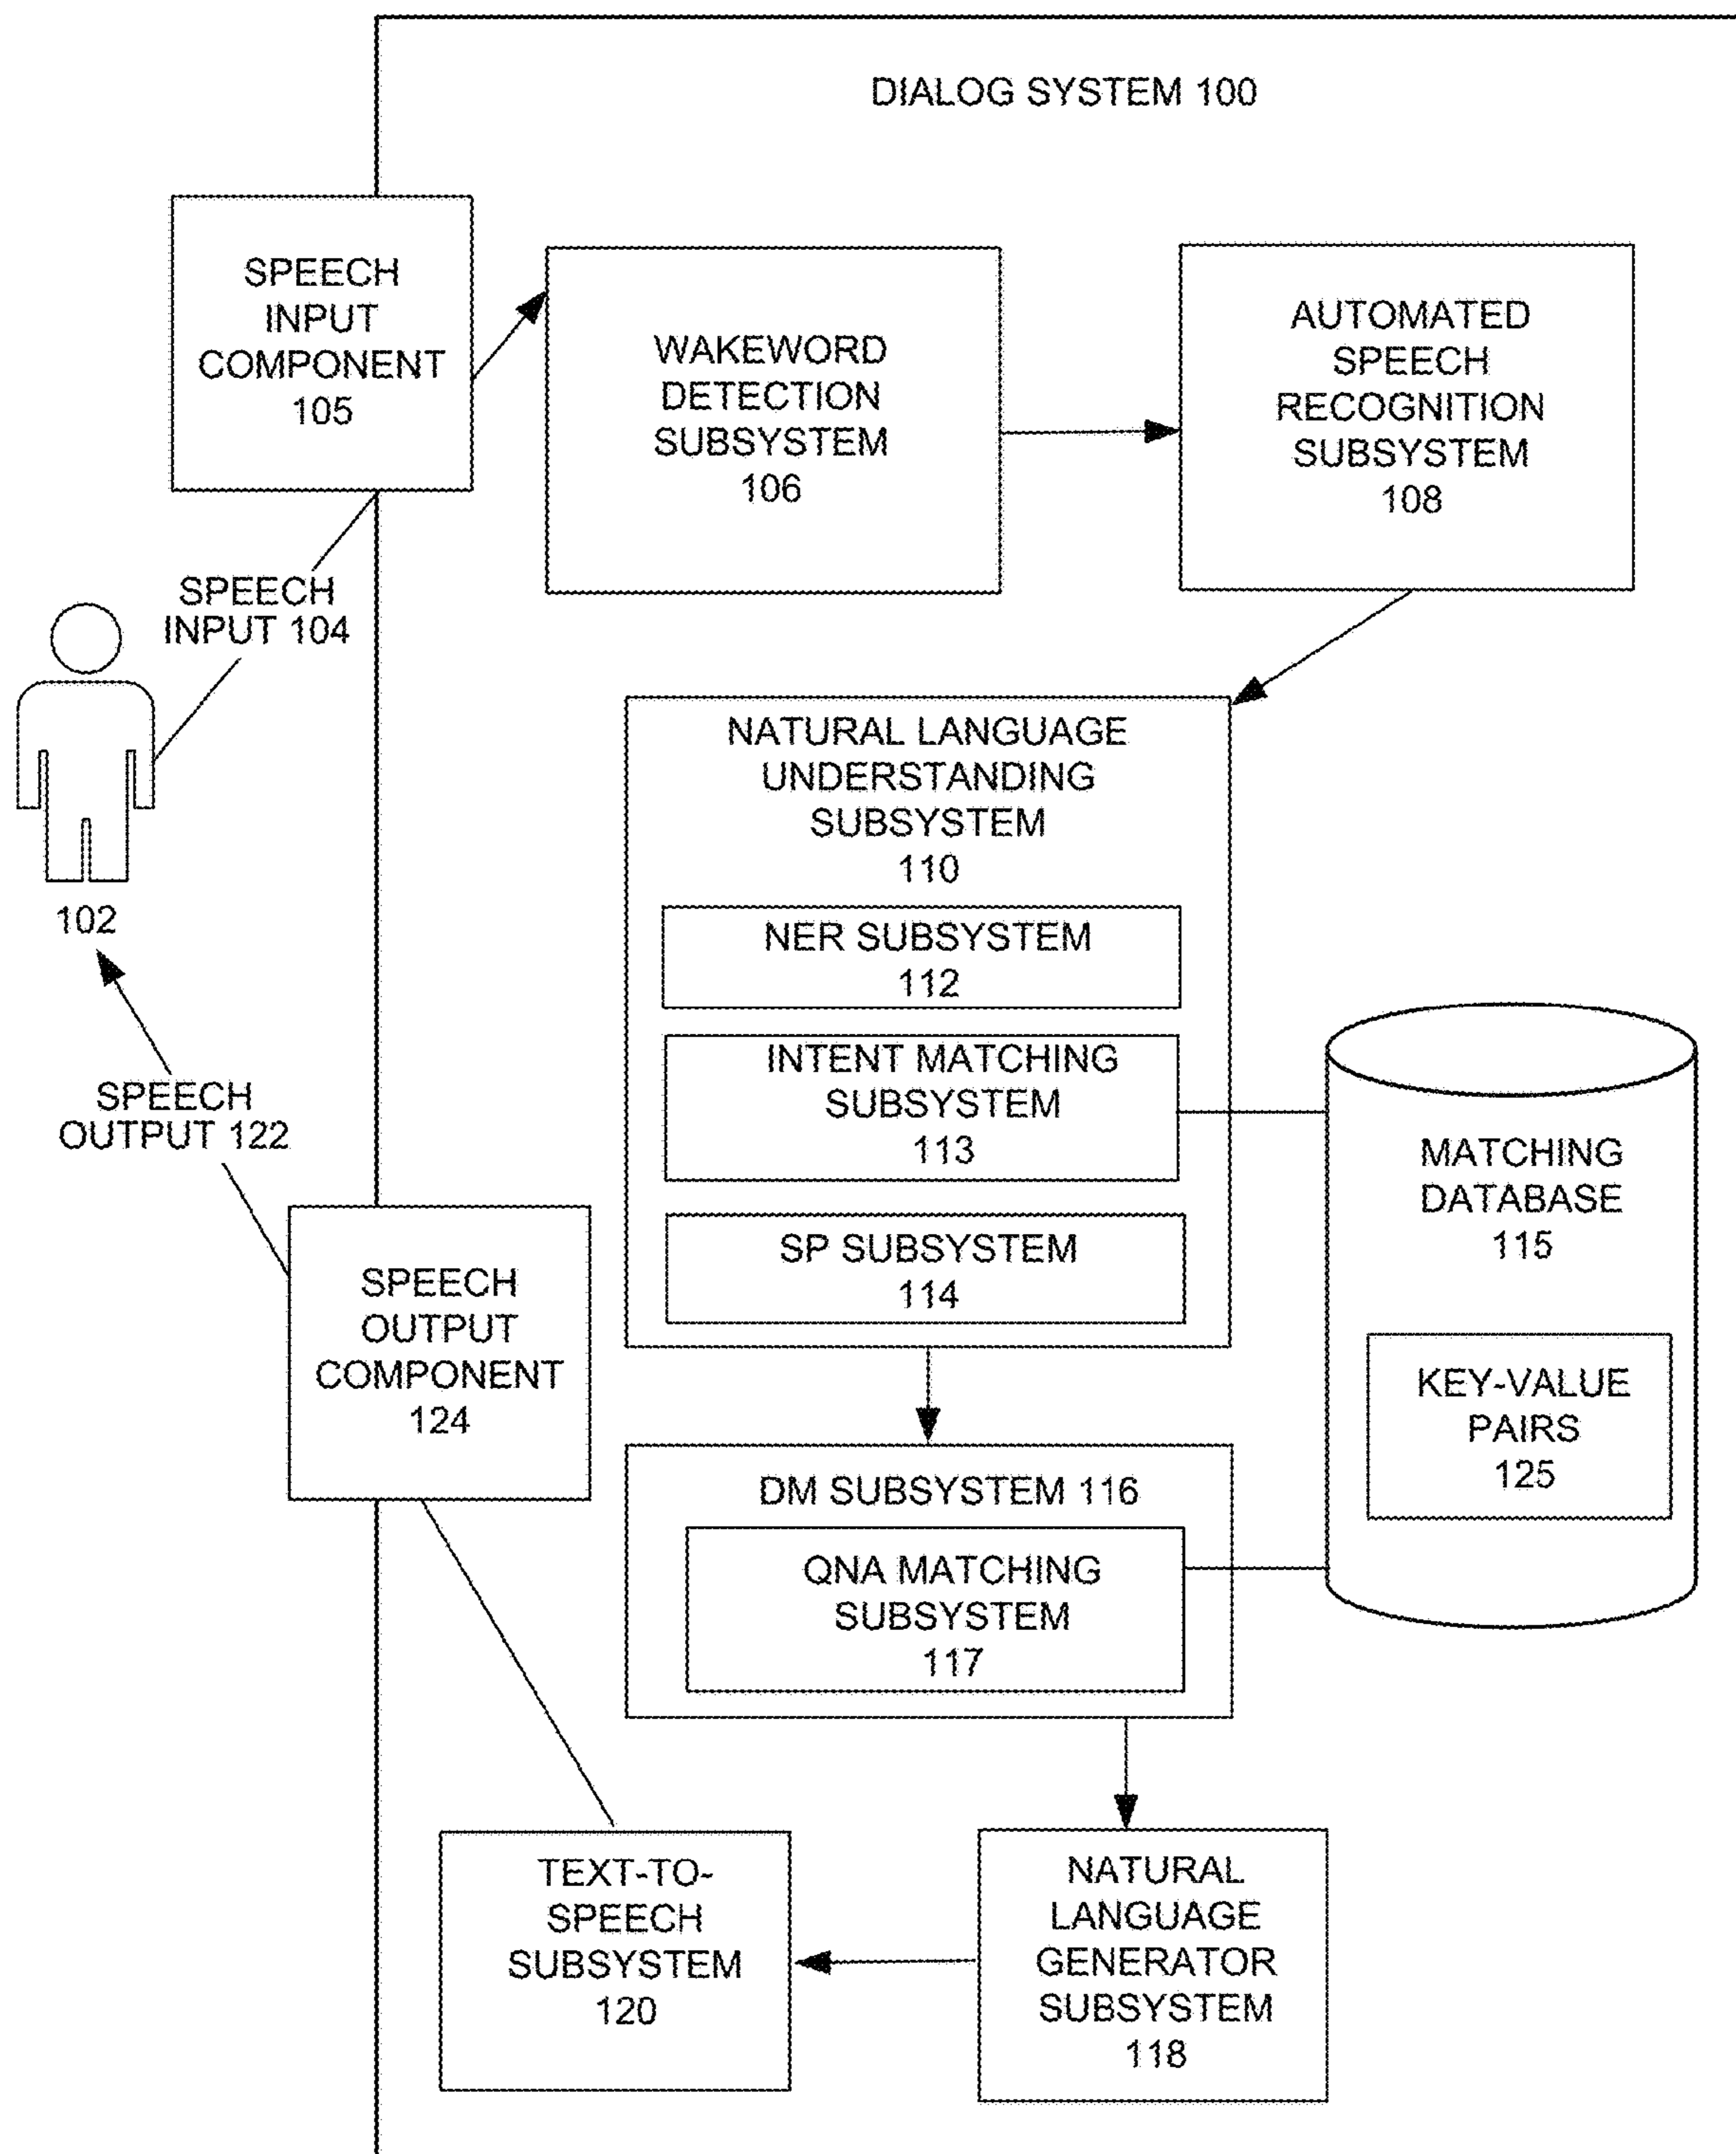 DIALOG SYSTEM 100
SPEECH
INPUT
COMPONENT
105
WAKEWORD
DETECTION
SUBSYSTEM
106
AUTOMATED
SPEECH
RECOGNITION
SUBSYSTEM
108
SPEECH
INPUT 104
102
NATURAL LANGUAGE
UNDERSTANDING
SUBSYSTEM
110
NER SUBSYSTEM
112
INTENT MATCHING
SUBSYSTEM
113
SP SUBSYSTEM
114
MATCHING
DATABASE
115
KEY-VALUE
PAIRS
125
SPEECH
OUTPUT 122
SPEECH
OUTPUT
COMPONENT
124
DM SUBSYSTEM 116
QNA MATCHING
SUBSYSTEM
117
TEXT-TO-
SPEECH
SUBSYSTEM
120
NATURAL
LANGUAGE
GENERATOR
SUBSYSTEM
118